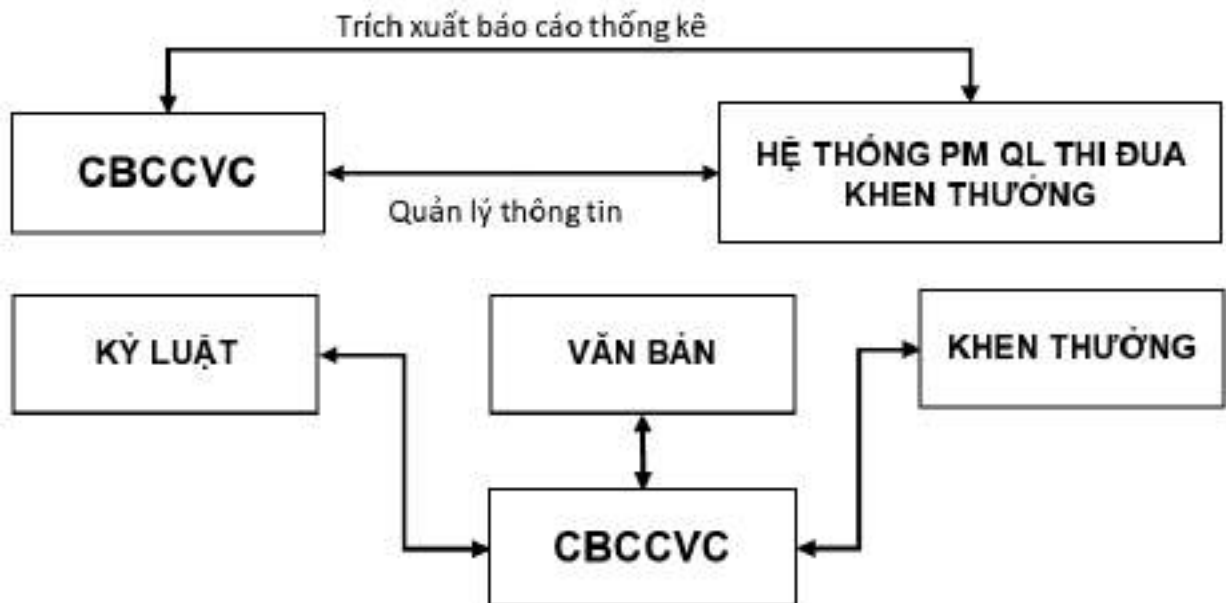 Trích xuất báo cáo thống kê
CBCCVC
HỆ THỐNG PM QL THI ĐUA
KHEN THƯỞNG
Quản lý thông tin
KỶ LUẬT
VĂN BẢN
KHEN THƯỞNG
CBCCVC